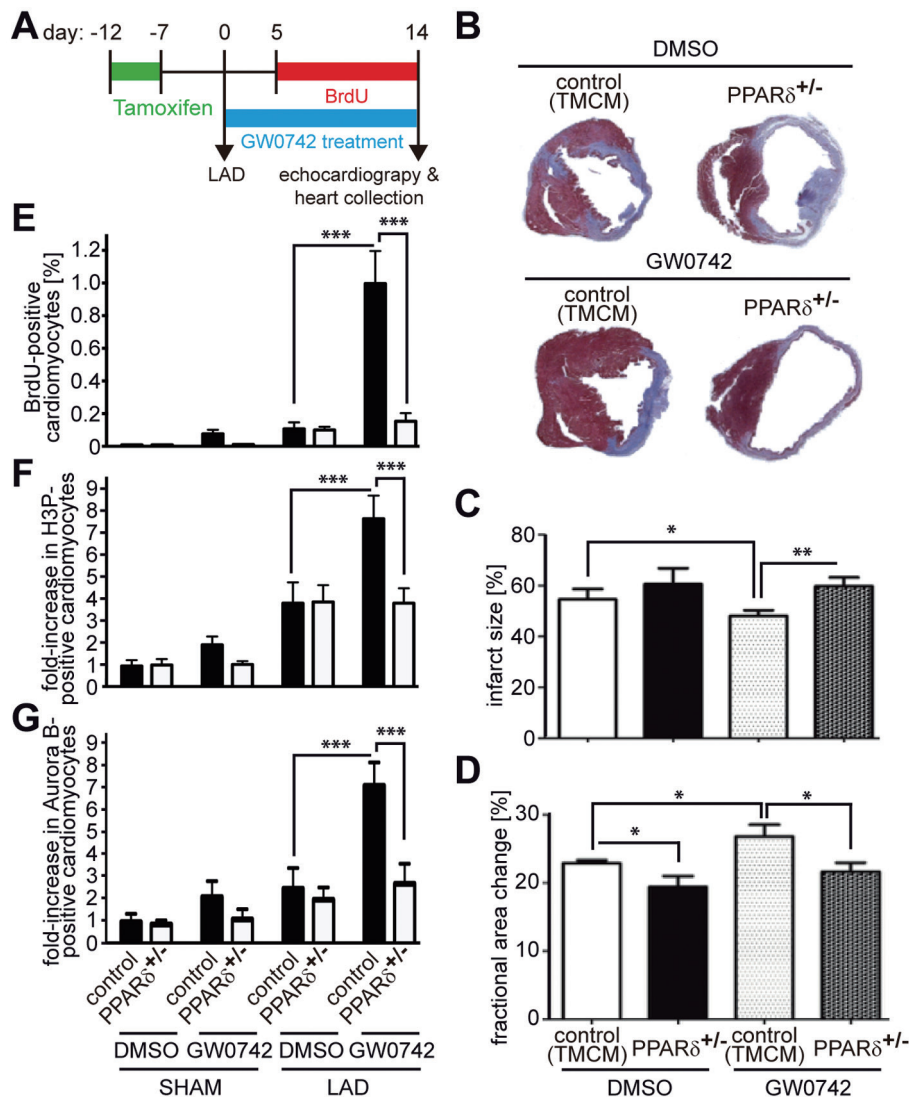 A
day: -12 -7 0 5 14
Tamoxifen
BrdU
GW0742 treatment
LAD
echocardiograpy &
heart collection
B
DMSO
control
(TMCM)
PPARδ+/-
GW0742
control
(TMCM)
PPARδ+/-
E
BrdU-positive
cardiomyocytes [%]
1.2
1.0
0.8
0.6
0.4
0.2
0
***
***
F
fold-increase in H3P-
positive cardiomyocytes
9
8
7
6
5
4
3
2
1
0
***
***
G
fold-increase in Aurora B-
positive cardiomyocytes
9
8
7
6
5
4
3
2
1
0
***
***
control
PPARδ+/-
control
PPARδ+/-
control
PPARδ+/-
control
PPARδ+/-
DMSO GW0742 DMSO GW0742
SHAM LAD
C
infarct size [%]
80
60
40
20
0
*
**
D
fractional area change [%]
30
20
10
0
*
*
*
control
(TMCM)
PPARδ+/-
control
(TMCM)
PPARδ+/-
DMSO GW0742